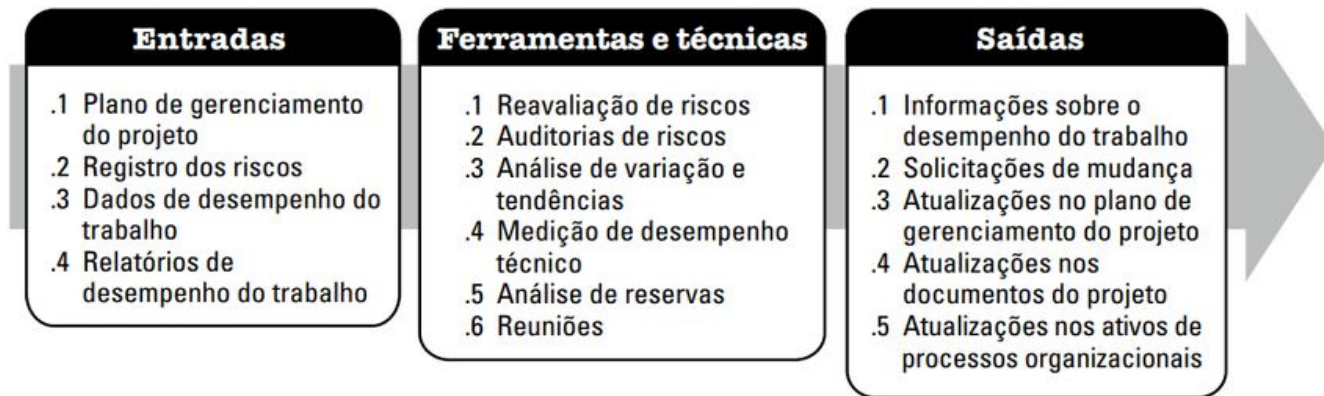 Entradas
.1 Plano de gerenciamento
do projeto
.2 Registro dos riscos
.3 Dados de desempenho do
trabalho
.4 Relatórios de
desempenho do trabalho
Ferramentas e técnicas
.1 Reavaliação de riscos
.2 Auditorias de riscos
.3 Análise de variação e
tendências
.4 Medição de desempenho
técnico
.5 Análise de reservas
.6 Reuniões
Saídas
.1 Informações sobre o
desempenho do trabalho
.2 Solicitações de mudança
.3 Atualizações no plano de
gerenciamento do projeto
.4 Atualizações nos
documentos do projeto
.5 Atualizações nos ativos de
processos organizacionais